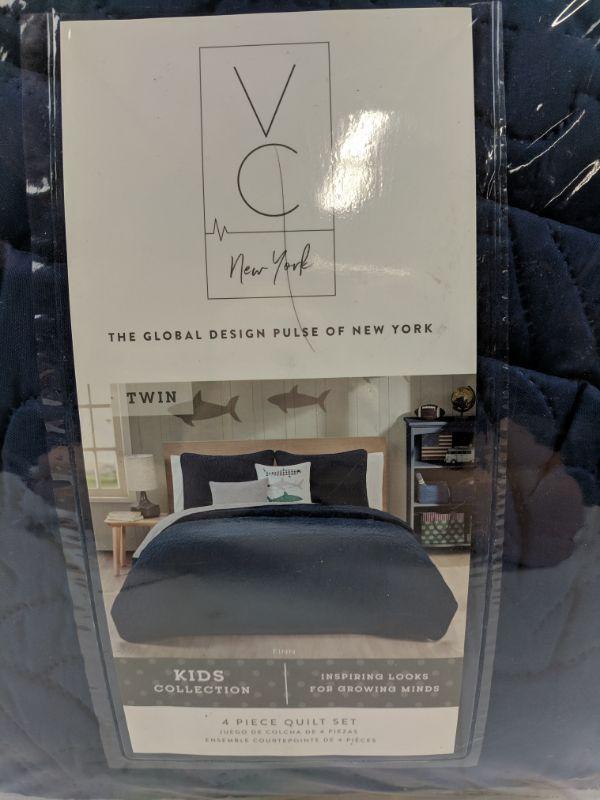 VC
New York
THE GLOBAL DESIGN PULSE OF NEW YORK
TWIN
FINN
KIDS
COLLECTION
INSPIRING LOOKS
FOR GROWING MINDS
4 PIECE QUILT SET
JUEGO DE COLCHA DE 4 PIEZAS
ENSEMBLE COURTEPOINTE DE 4 PIÈCES